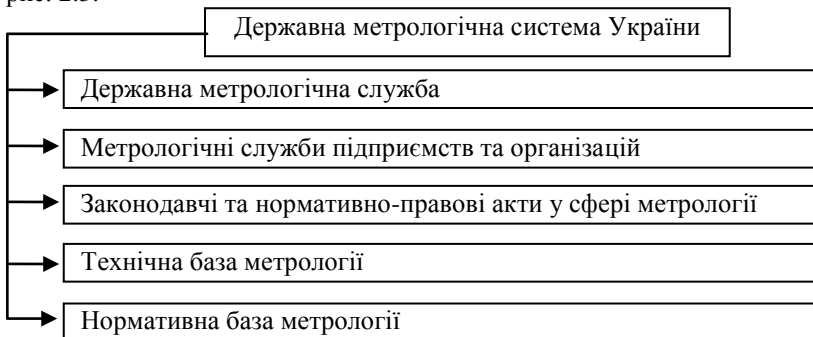 рис. 2.3.
Державна метрологічна система України
Державна метрологічна служба
Метрологічні служби підприємств та організацій
Законодавчі та нормативно-правові акти у сфері метрології
Технічна база метрології
Нормативна база метрології